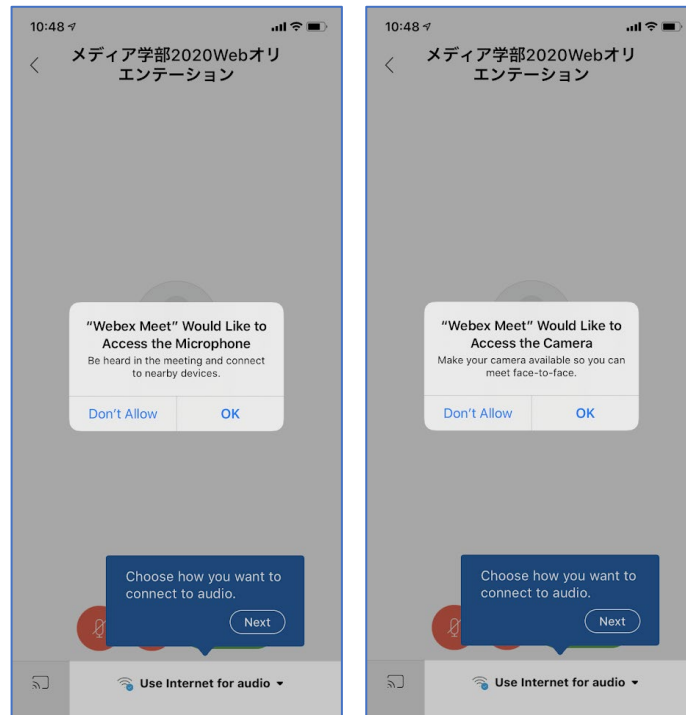 10:48
メディア学部2020Webオリ
エンテーション
“Webex Meet” Would Like to
Access the Microphone
Be heard in the meeting and connect
to nearby devices.
Don’t Allow
OK
Choose how you want to
connect to audio.
Next
Use Internet for audio
10:48
メディア学部2020Webオリ
エンテーション
“Webex Meet” Would Like to
Access the Camera
Make your camera available so you can
meet face-to-face.
Don’t Allow
OK
Choose how you want to
connect to audio.
Next
Use Internet for audio